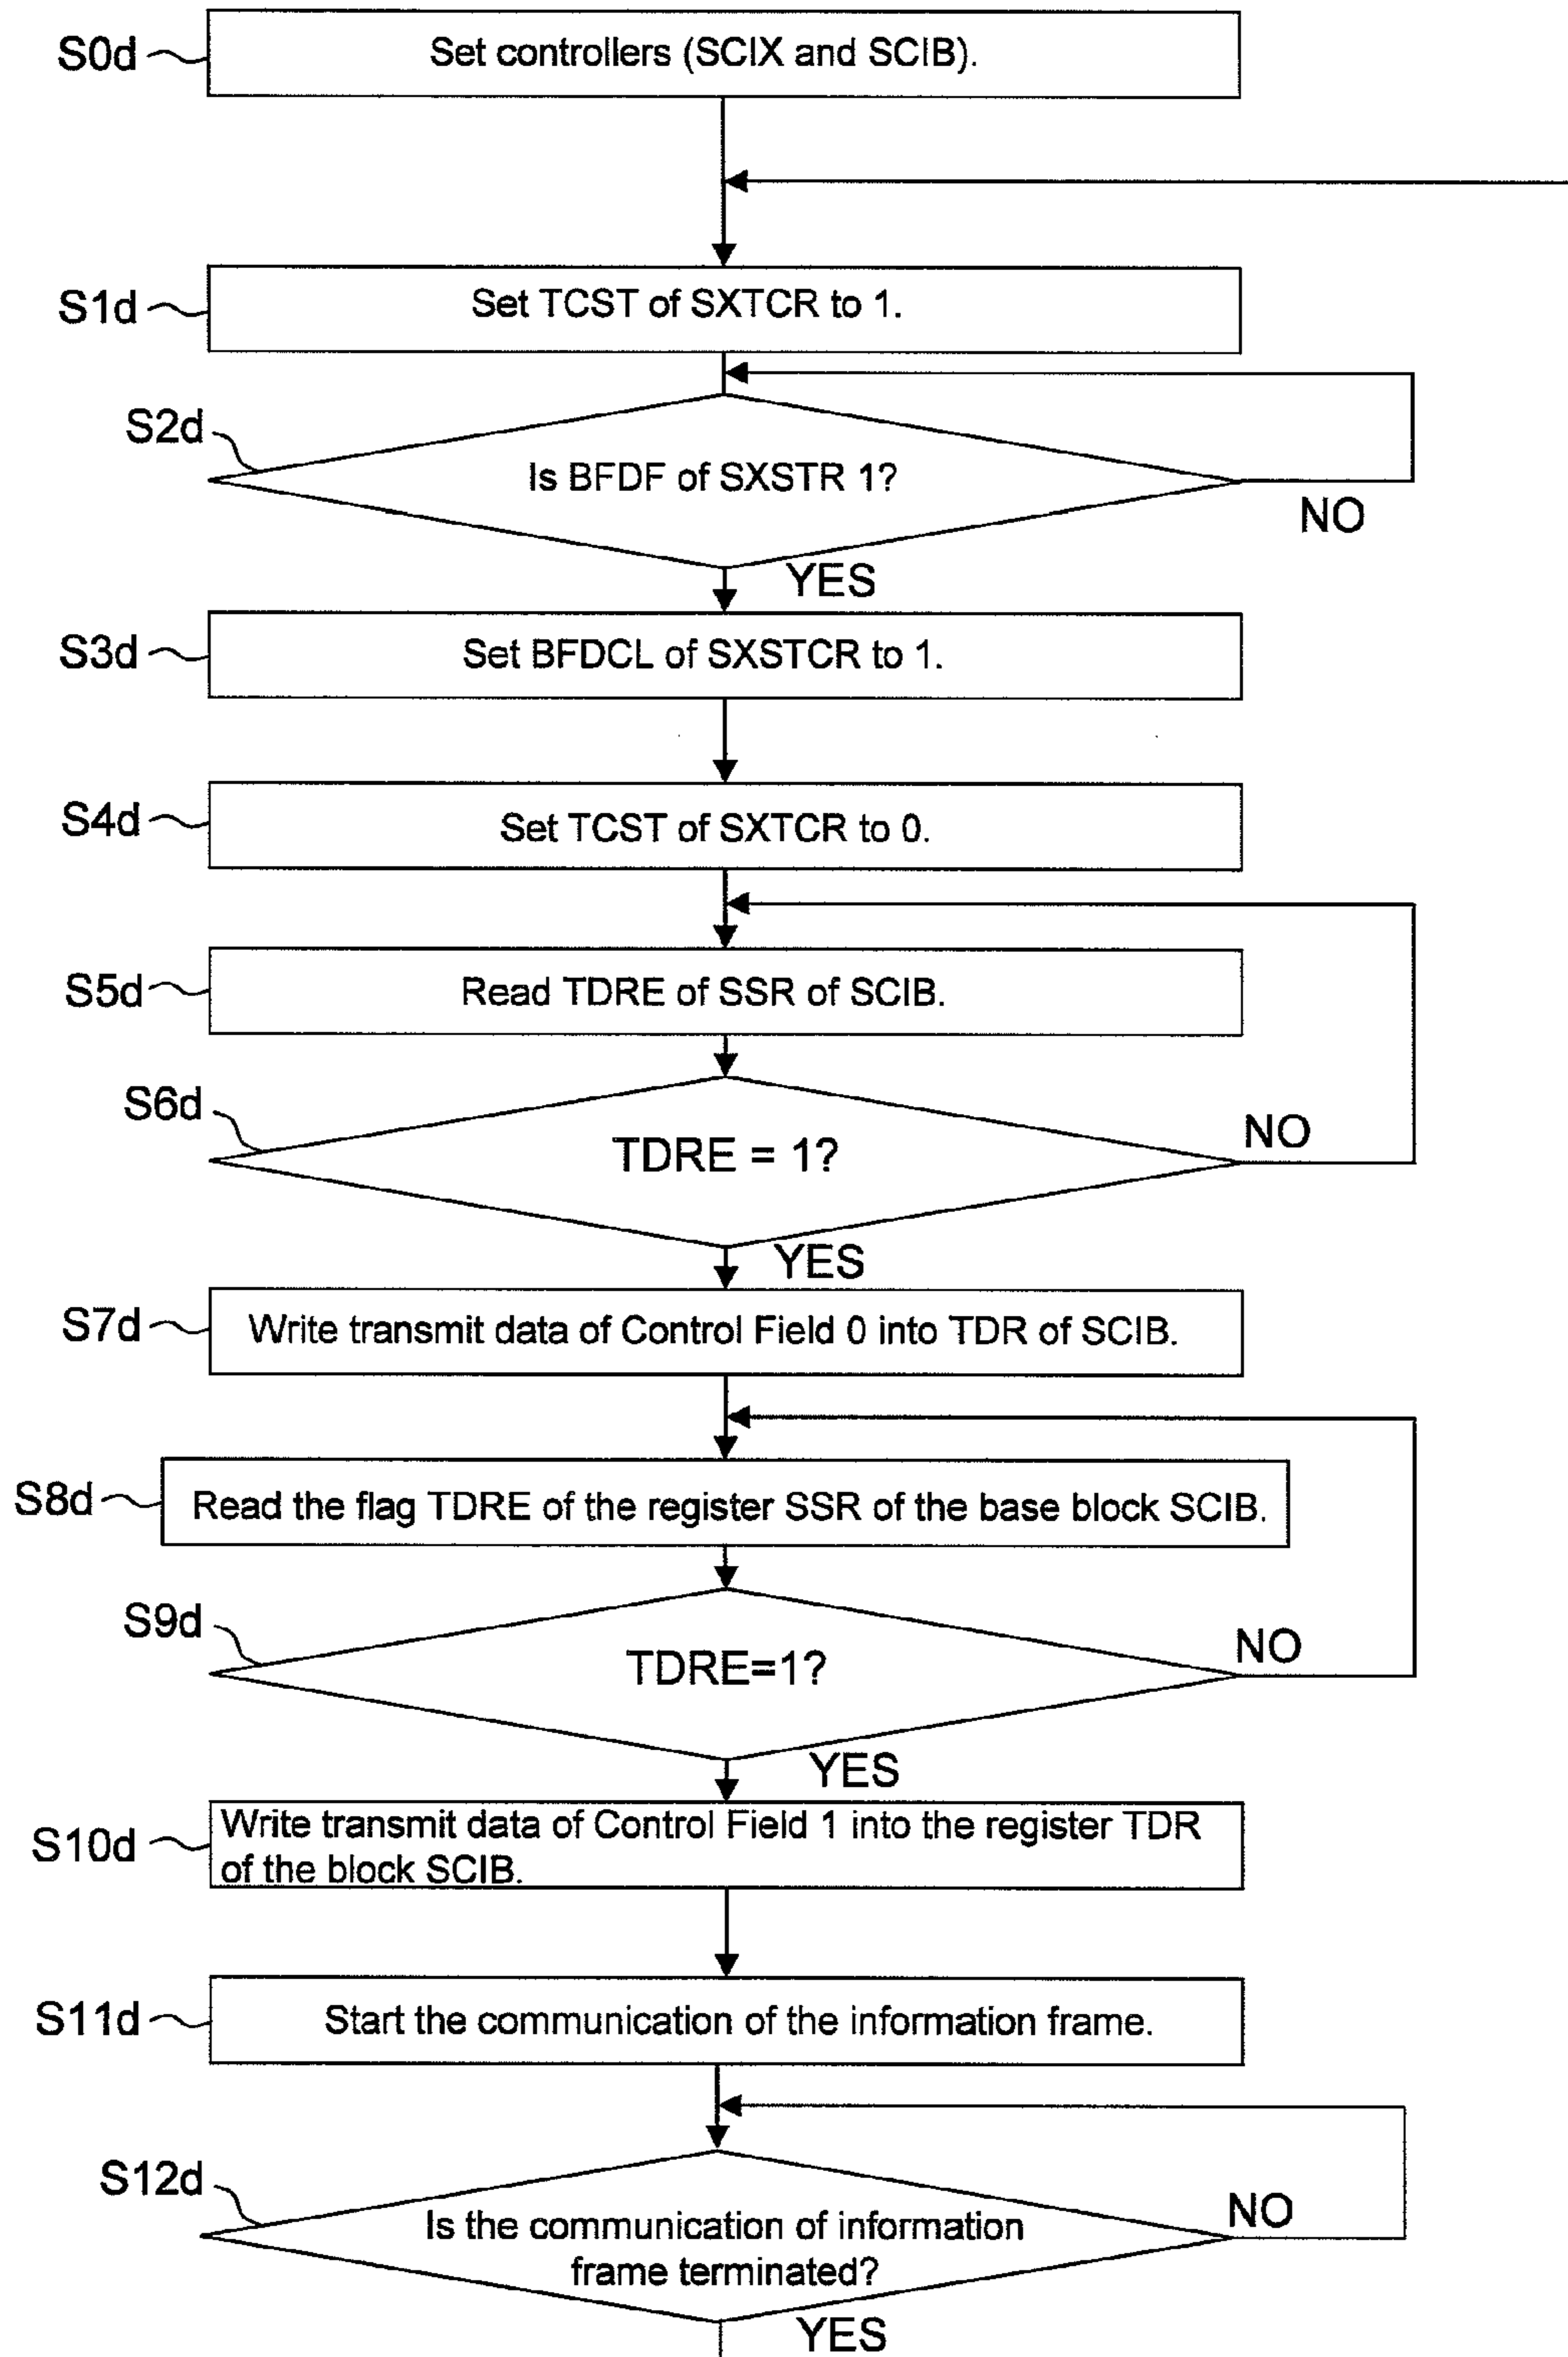 S0d
Set controllers (SCIX and SCIB).
S1d
Set TCST of SXTCR to 1.
S2d
Is BFDF of SXSTR 1?
NO
YES
S3d
Set BFDCL of SXSTCR to 1.
S4d
Set TCST of SXTCR to 0.
S5d
Read TDRE of SSR of SCIB.
S6d
TDRE = 1?
NO
YES
S7d
Write transmit data of Control Field 0 into TDR of SCIB.
S8d
Read the flag TDRE of the register SSR of the base block SCIB.
S9d
TDRE=1?
NO
YES
S10d
Write transmit data of Control Field 1 into the register TDR
of the block SCIB.
S11d
Start the communication of the information frame.
S12d
Is the communication of information
frame terminated?
NO
YES